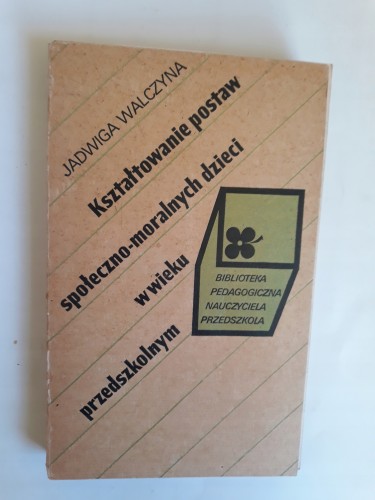 JADWIGA WALCZYNA
Kształtowanie postaw
społeczno-moralnych dzieci
w wieku
przedszkolnym
BIBLIOTEKA
PEDAGOGICZNA
NAUCZYCIELA
PRZEDSZKOLA